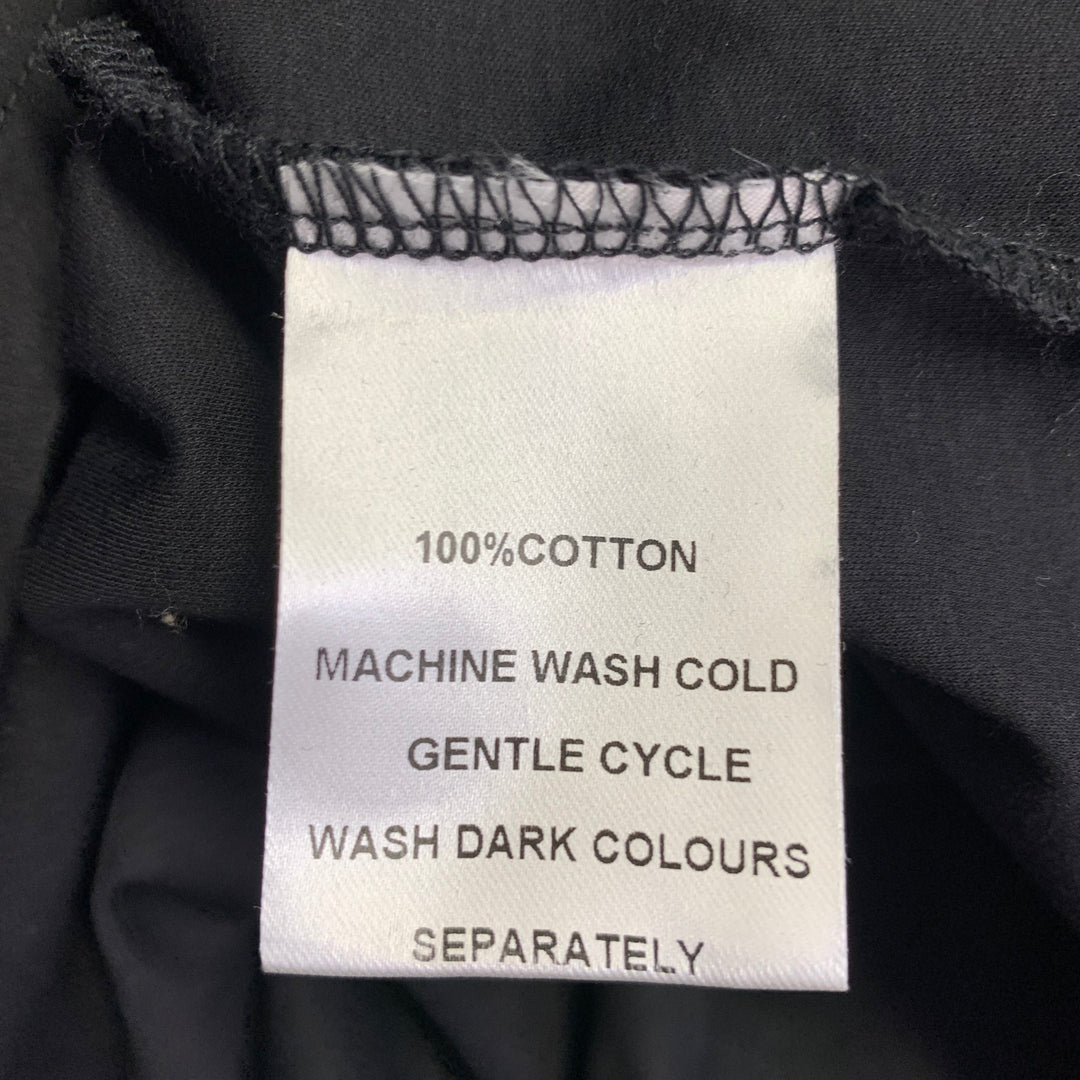 100%COTTON
MACHINE WASH COLD
GENTLE CYCLE
WASH DARK COLOURS
SEPARATELY